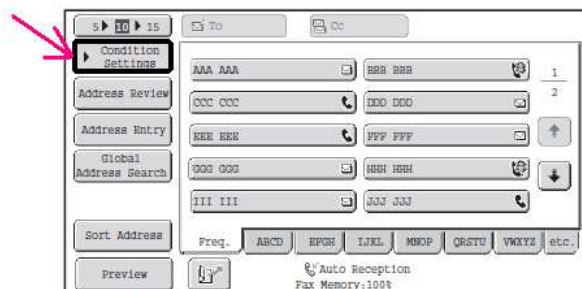 5 10 15
To
Cc
Condition
Settings
Address Review
Address Entry
Global
Address Search
Sort Address
Preview
AAA AAA
BBB BBB
CCC CCC
DDD DDD
EEE EEE
FFF FFF
GGG GGG
HHH HHH
III III
JJJ JJJ
1
2
Freq.
ABCD
EFGH
IJKL
MNOP
QRSTU
VWXYZ
etc.
Auto Reception
Fax Memory:100%